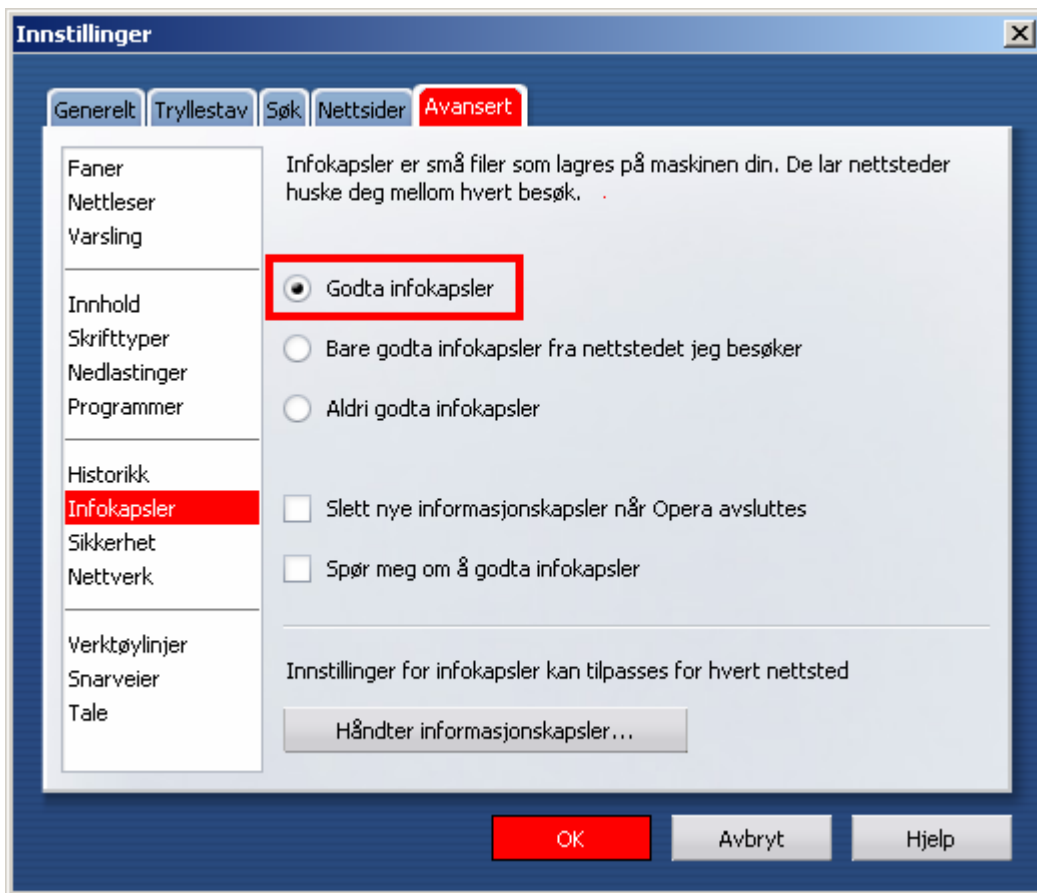 Innstillinger
Generelt Tryllestav Søk Nettsider Avansert
Faner
Nettleser
Varsling
Innhold
Skrifttyper
Nedlastinger
Programmer
Historikk
Infokapsler
Sikkerhet
Nettverk
Verktøylinjer
Snarveier
Tale
Infokapsler er små filer som lagres på maskinen din. De lar nettsteder
huske deg mellom hvert besøk.
Godta infokapsler
Bare godta infokapsler fra nettstedet jeg besøker
Aldri godta infokapsler
Slett nye informasjonskapsler når Opera avsluttes
Spør meg om å godta infokapsler
Innstillinger for infokapsler kan tilpasses for hvert nettsted
Håndter informasjonskapsler...
OK Avbryt Hjelp